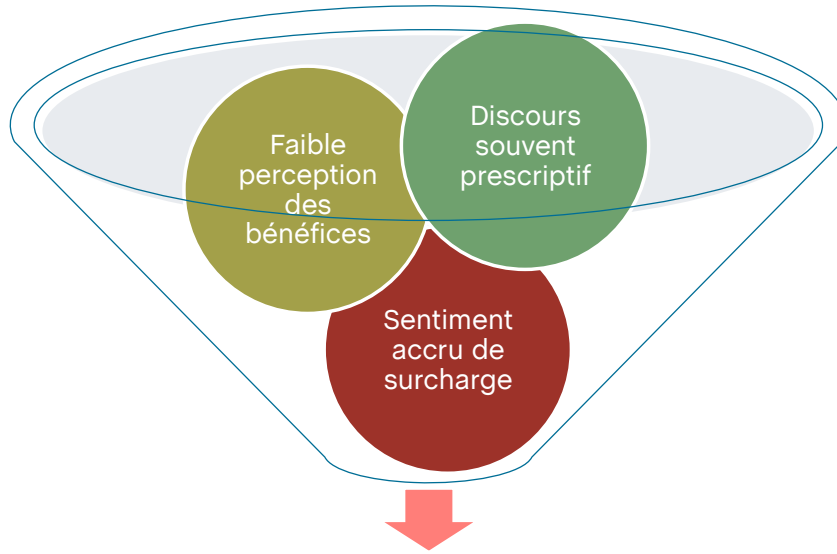 Faible
perception
des
bénéfices
Discours
souvent
prescriptif
Sentiment
accru de
surcharge